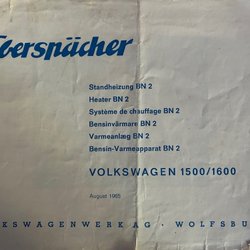 berspächer
Standheizung BN 2
Heater BN 2
Système de chauffage BN 2
Bensinvärmare BN 2
Varmeanlæg BN 2
Bensin-Varmeapparat BN 2
VOLKSWAGEN 1500/1600
August 1965
KSWAGENWERK AG · WOLFSBU